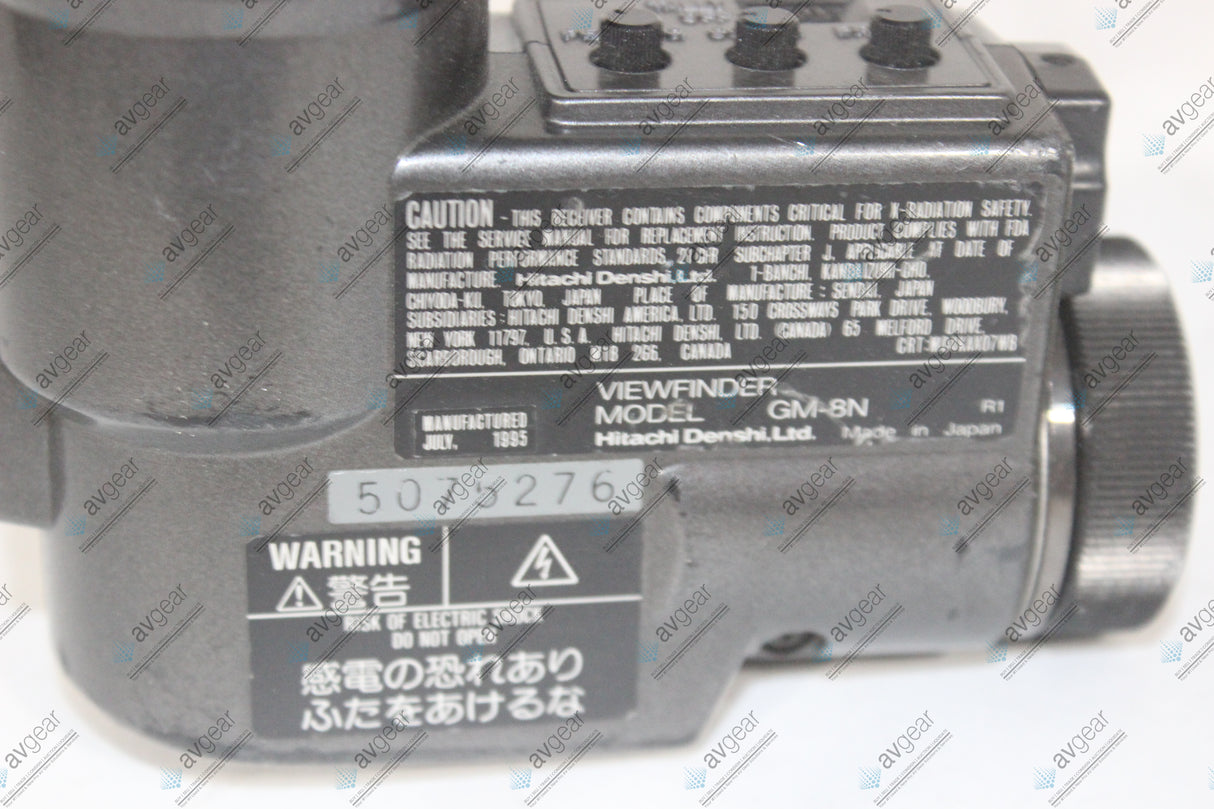 CAUTION - THIS RECEIVER CONTAINS COMPONENTS CRITICAL FOR X-RADIATION SAFETY.
SEE THE SERVICE MANUAL FOR REPLACEMENT INSTRUCTION. PRODUCT COMPLIES WITH FDA
RADIATION PERFORMANCE STANDARDS, 21 CFR SUBCHAPTER J, APPLICABLE AT DATE OF
MANUFACTURE. Hitachi Denshi, Ltd. 1-BANCHI,
CHIYODA-KU, TOKYO, JAPAN PLACE OF MANUFACTURE : SENDAI, JAPAN
SUBSIDIARIES : HITACHI DENSHI AMERICA, LTD. 150 CROSSWAYS PARK DRIVE, WOODBURY,
NEW YORK 11797, U.S.A. HITACHI DENSHI, LTD. (CANADA) 65 MELFORD DRIVE,
SCARBOROUGH, ONTARIO 2G6, CANADA
VIEWFINDER
MODEL GM-8N R1
MANUFACTURED
JULY, 1995
Hitachi Denshi, Ltd. Made in Japan
5075276
WARNING
警告
RISK OF ELECTRIC SHOCK
DO NOT OPEN
感電の恐れあり
ふたをあけるな
avgear